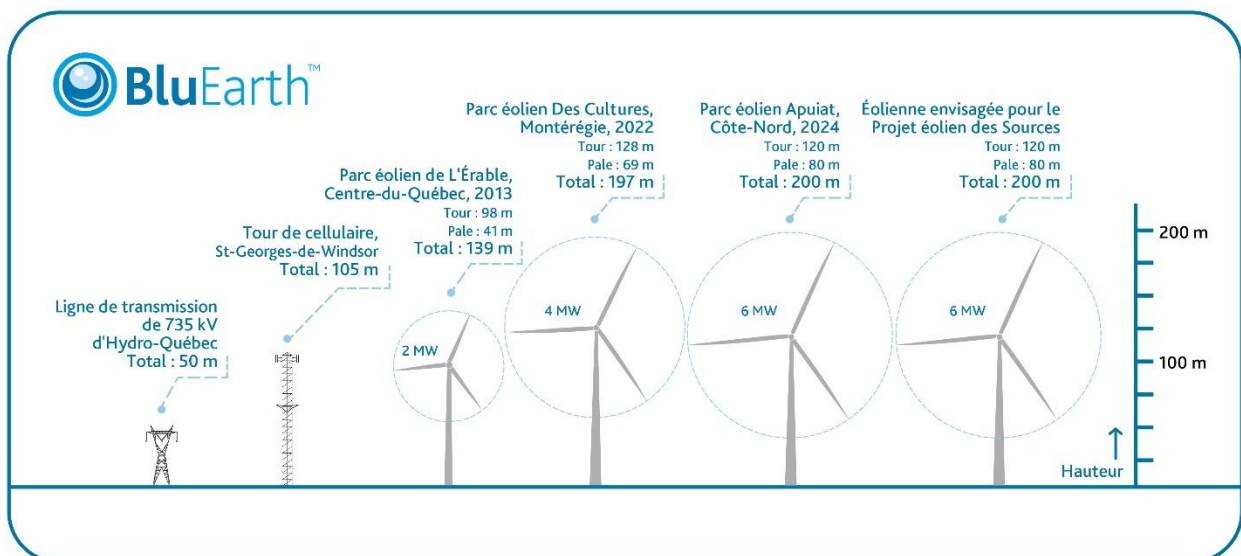 BluEarth™
Ligne de transmission
de 735 kV
d'Hydro-Québec
Total : 50 m
Tour de cellulaire,
St-Georges-de-Windsor
Total : 105 m
Parc éolien de L'Érable,
Centre-du-Québec, 2013
Tour : 98 m
Pale : 41 m
Total : 139 m
2 MW
Parc éolien Des Cultures,
Montérégie, 2022
Tour : 128 m
Pale : 69 m
Total : 197 m
4 MW
Parc éolien Apuiat,
Côte-Nord, 2024
Tour : 120 m
Pale : 80 m
Total : 200 m
6 MW
Éolienne envisagée pour le
Projet éolien des Sources
Tour : 120 m
Pale : 80 m
Total : 200 m
6 MW
200 m
100 m
Hauteur